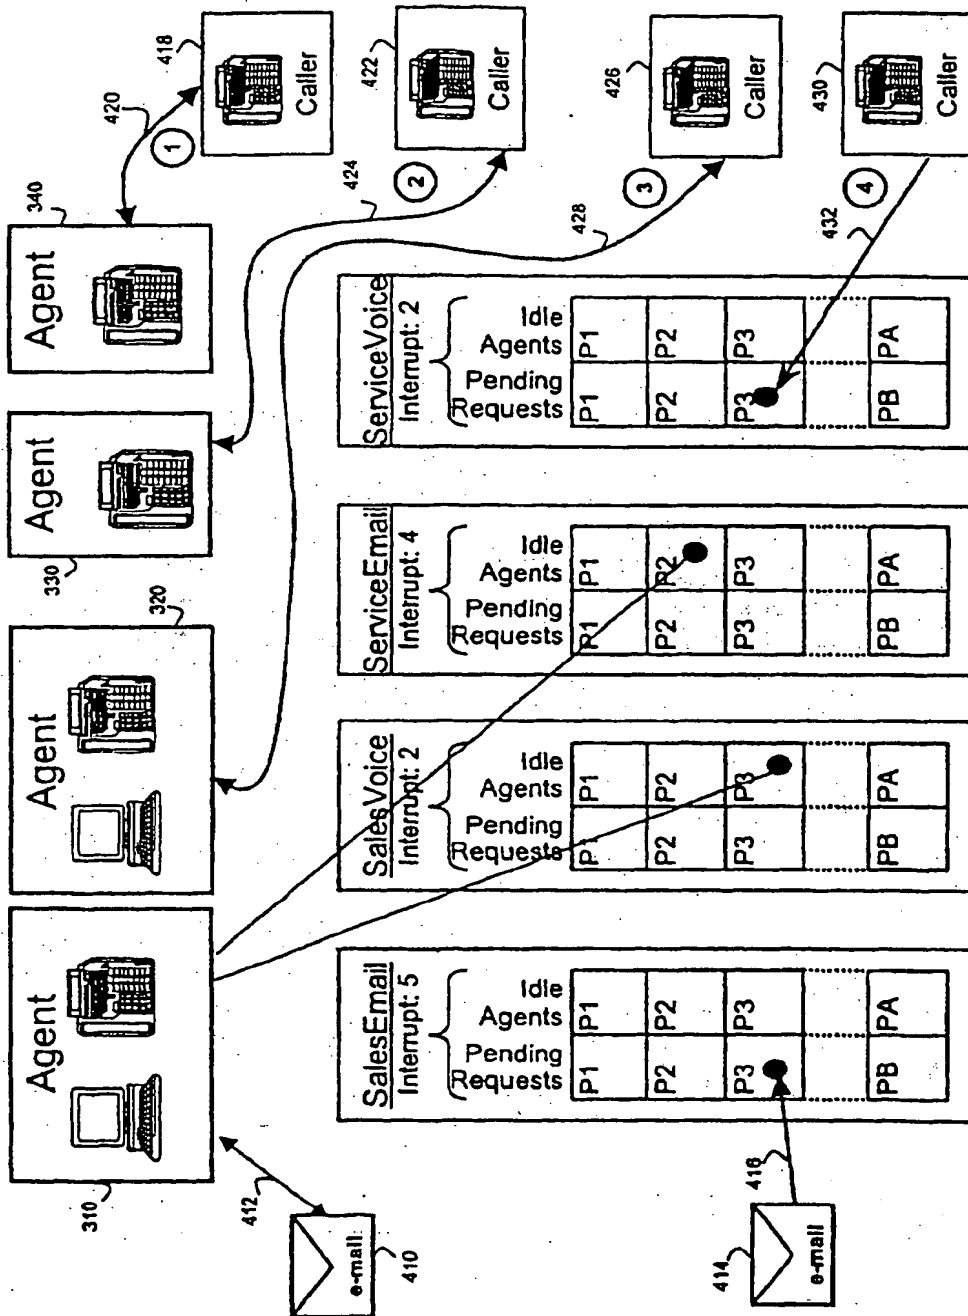 310
Agent
320
Agent
330
Agent
340
Agent
412
e-mail
410
414
e-mail
416
SalesEmail
Interrupt: 5
Pending
Requests
Idle
Agents
P1
P1
P2
P2
P3
P3
PB
PA
SalesVoice
Interrupt: 2
Pending
Requests
Idle
Agents
P1
P1
P2
P2
P3
P3
PB
PA
ServiceEmail
Interrupt: 4
Pending
Requests
Idle
Agents
P1
P1
P2
P2
P3
P3
PB
PA
ServiceVoice
Interrupt: 2
Pending
Requests
Idle
Agents
P1
P1
P2
P2
P3
P3
PB
PA
420
1
418
Caller
424
2
422
Caller
428
3
426
Caller
432
4
430
Caller